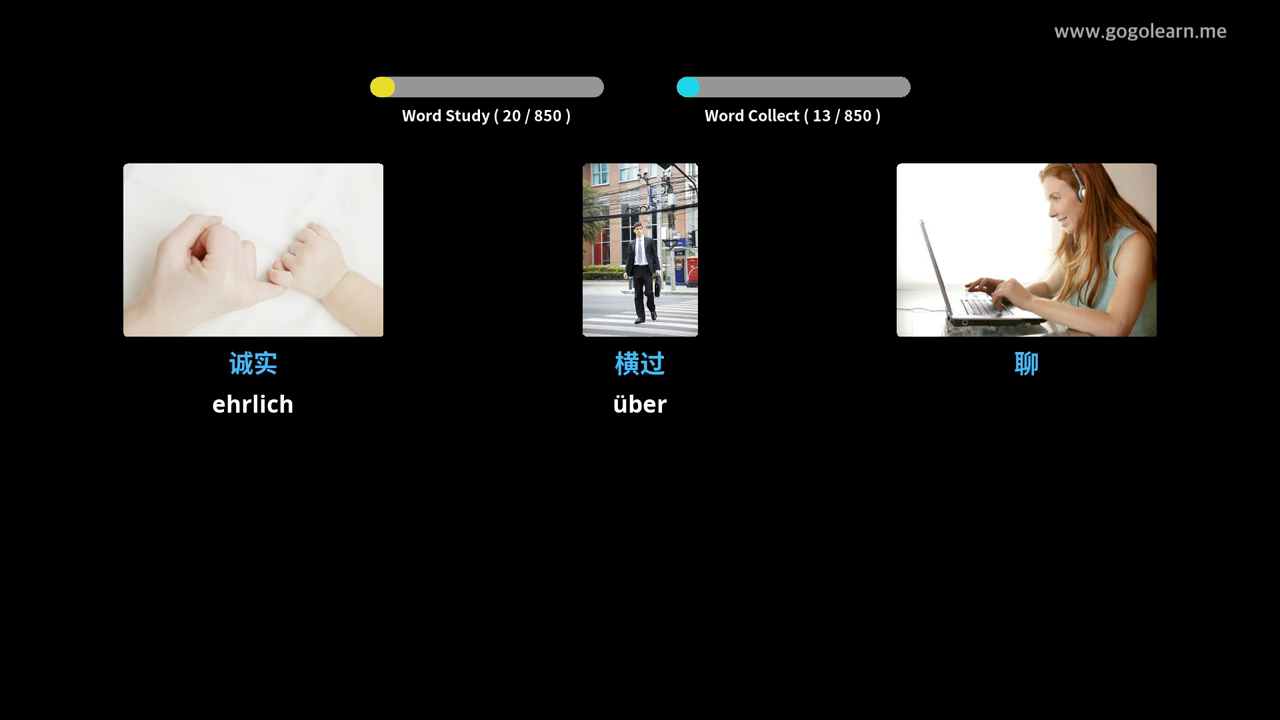 www.gogolearn.me
Word Study ( 20 / 850 )
Word Collect ( 13 / 850 )
诚实
横过
聊
ehrlich
über